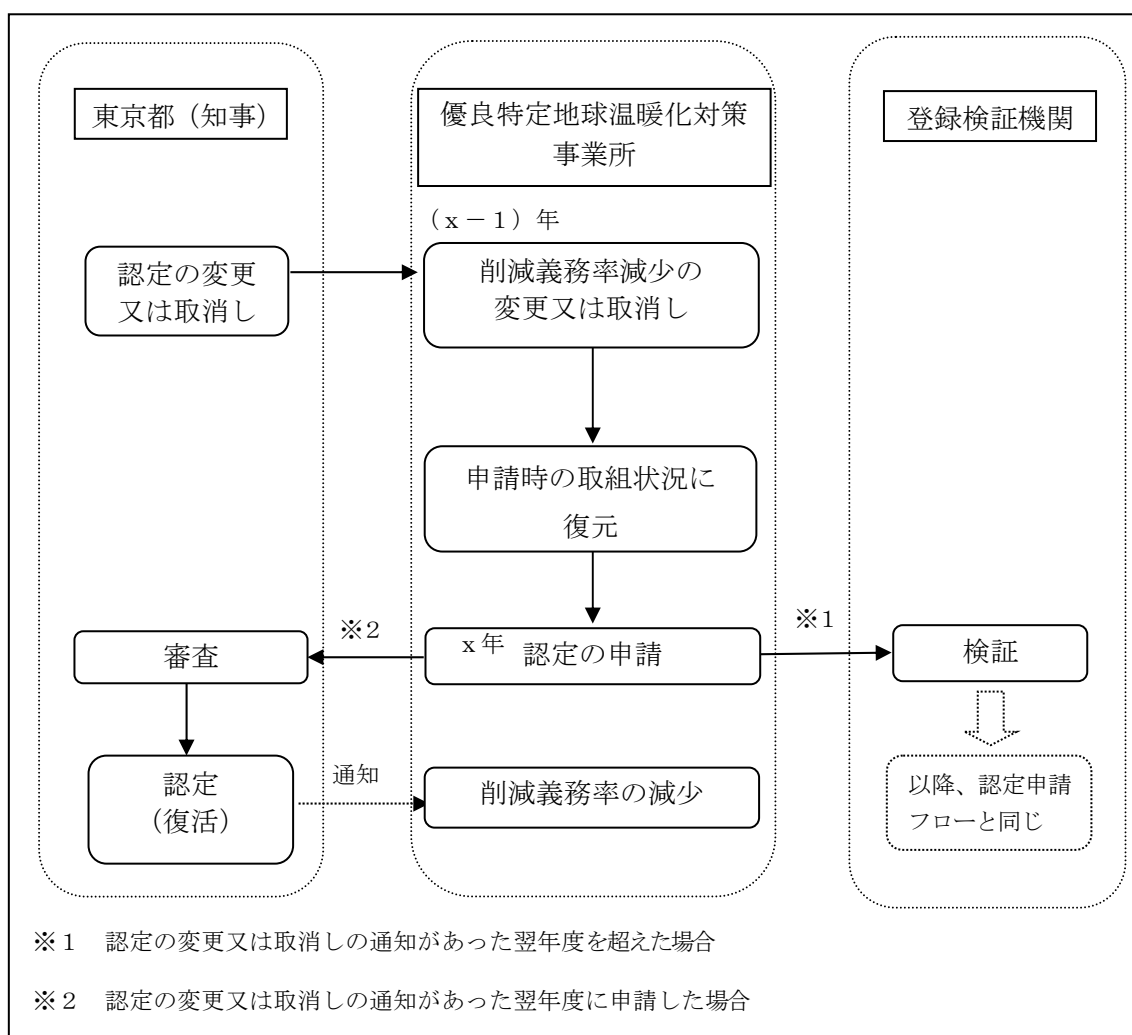 東京都（知事）
優良特定地球温暖化対策
事業所
登録検証機関
（ｘ－１）年
認定の変更
又は取消し
削減義務率減少の
変更又は取消し
申請時の取組状況に
復元
※2
※1
審査
ｘ年 認定の申請
検証
認定
（復活）
通知
削減義務率の減少
以降、認定申請
フローと同じ
※１　認定の変更又は取消しの通知があった翌年度を超えた場合
※２　認定の変更又は取消しの通知があった翌年度に申請した場合